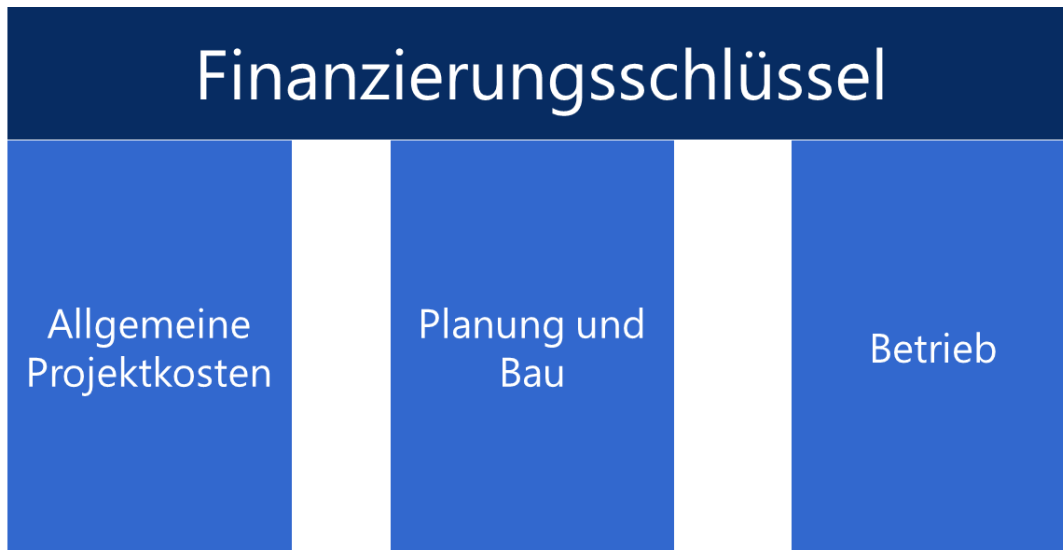 Finanzierungsschlüssel
Allgemeine
Projektkosten
Planung und
Bau
Betrieb